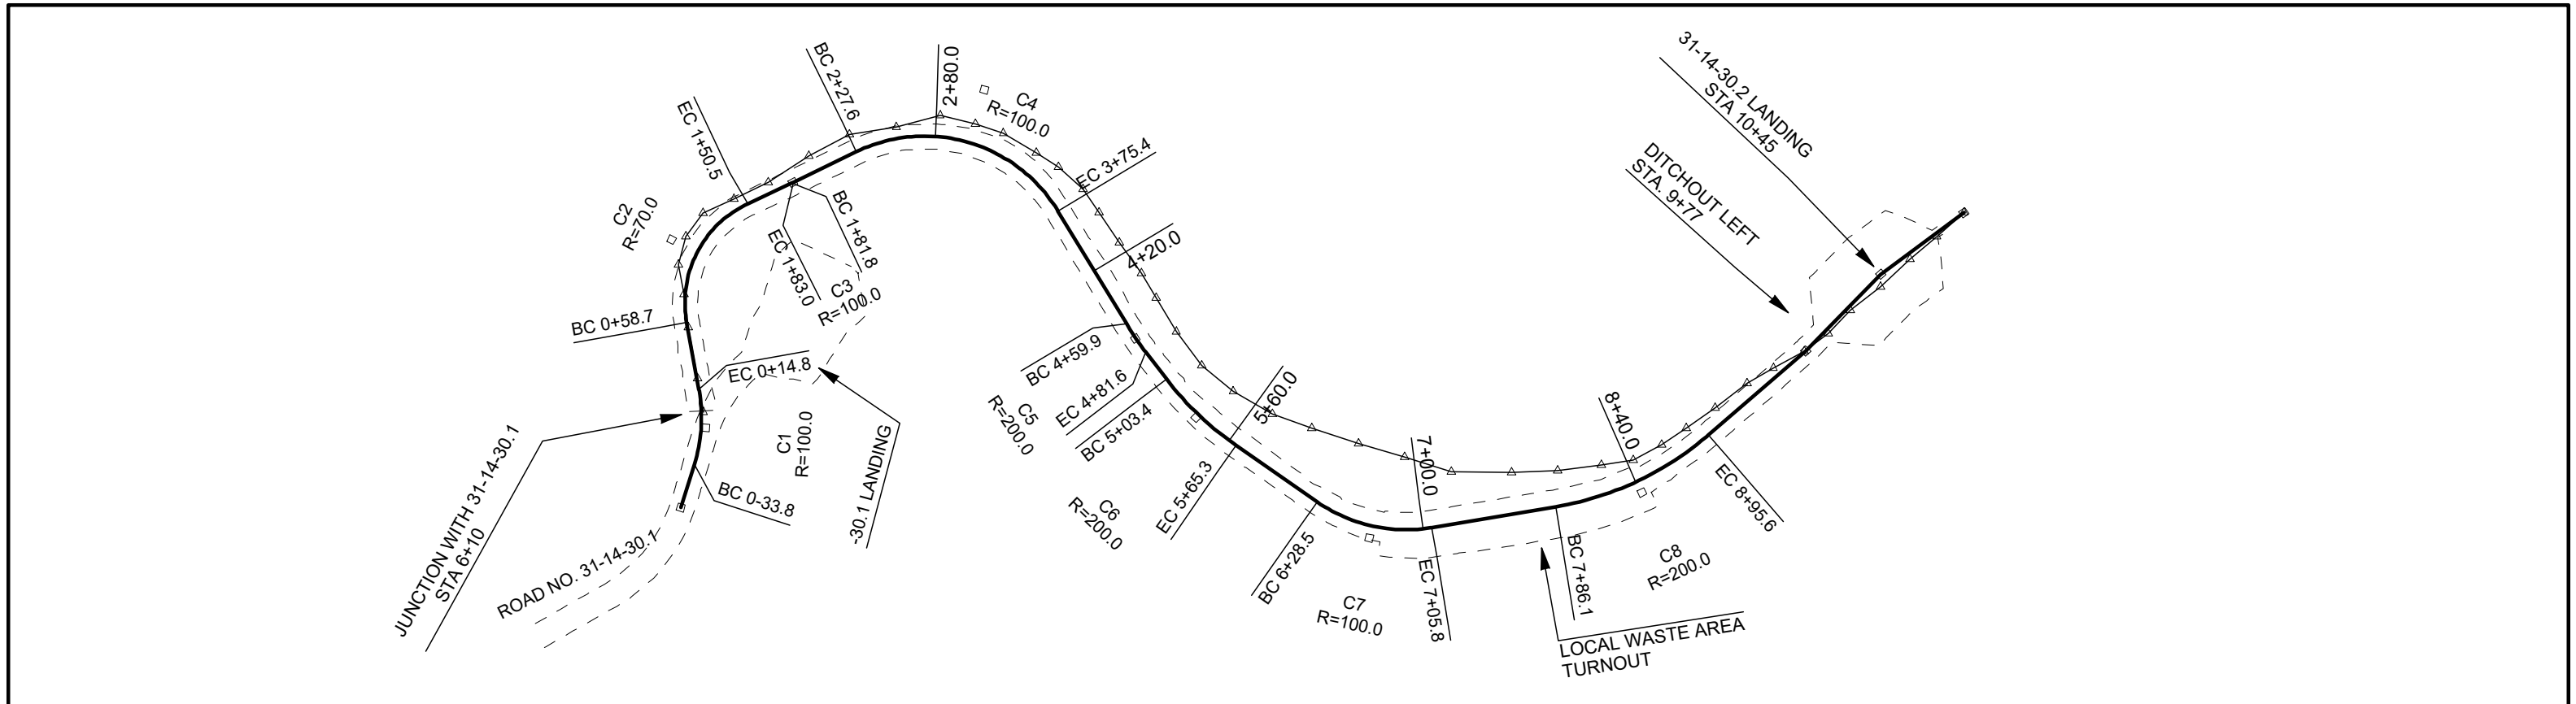 JUNCTION WITH 31-14-30.1
STA 6+10
ROAD NO. 31-14-30.1
BC 0-33.8
C1
R=100.0
EC 0+14.8
-30.1 LANDING
BC 0+58.7
C2
R=70.0
EC 1+50.5
BC 1+81.8
EC 1+83.0
C3
R=100.0
BC 2+27.6
2+80.0
C4
R=100.0
EC 3+75.4
4+20.0
BC 4+59.9
EC 4+81.6
C5
R=200.0
BC 5+03.4
5+60.0
EC 5+65.3
C6
R=200.0
BC 6+28.5
7+00.0
EC 7+05.8
C7
R=100.0
BC 7+86.1
LOCAL WASTE AREA
TURNOUT
8+40.0
C8
R=200.0
EC 8+95.6
DITCHOUT LEFT
STA. 9+77
31-14-30.2 LANDING
STA 10+45